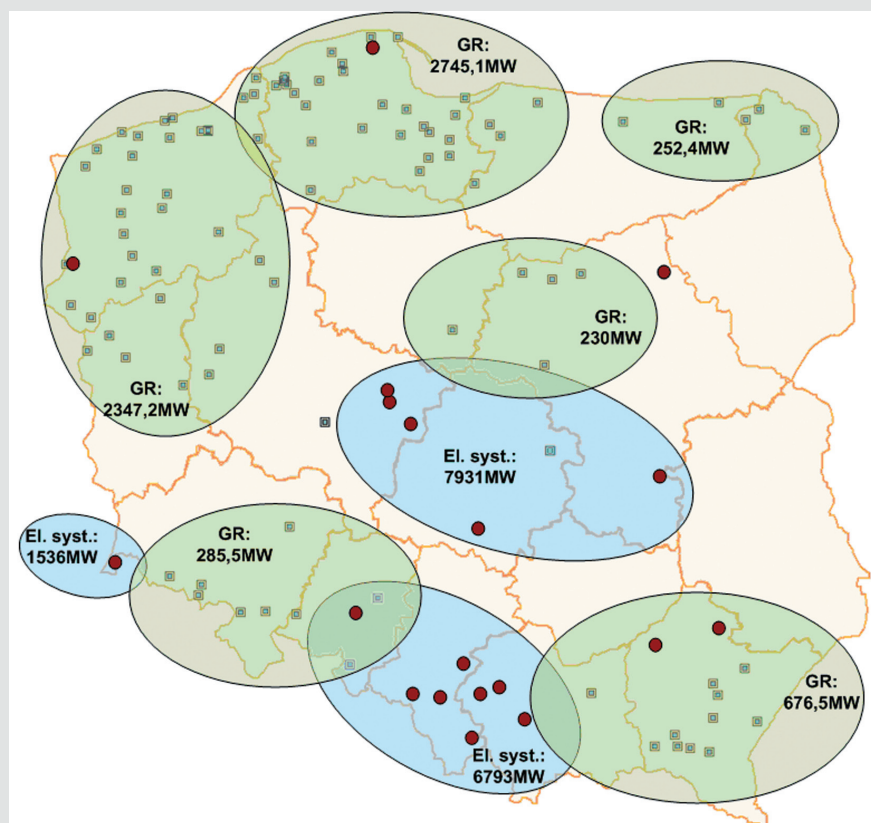 GR:
2745,1MW
GR:
252,4MW
GR:
230MW
GR:
2347,2MW
El. syst.:
7931MW
El. syst.:
1536MW
GR:
285,5MW
GR:
676,5MW
El. syst.:
6793MW